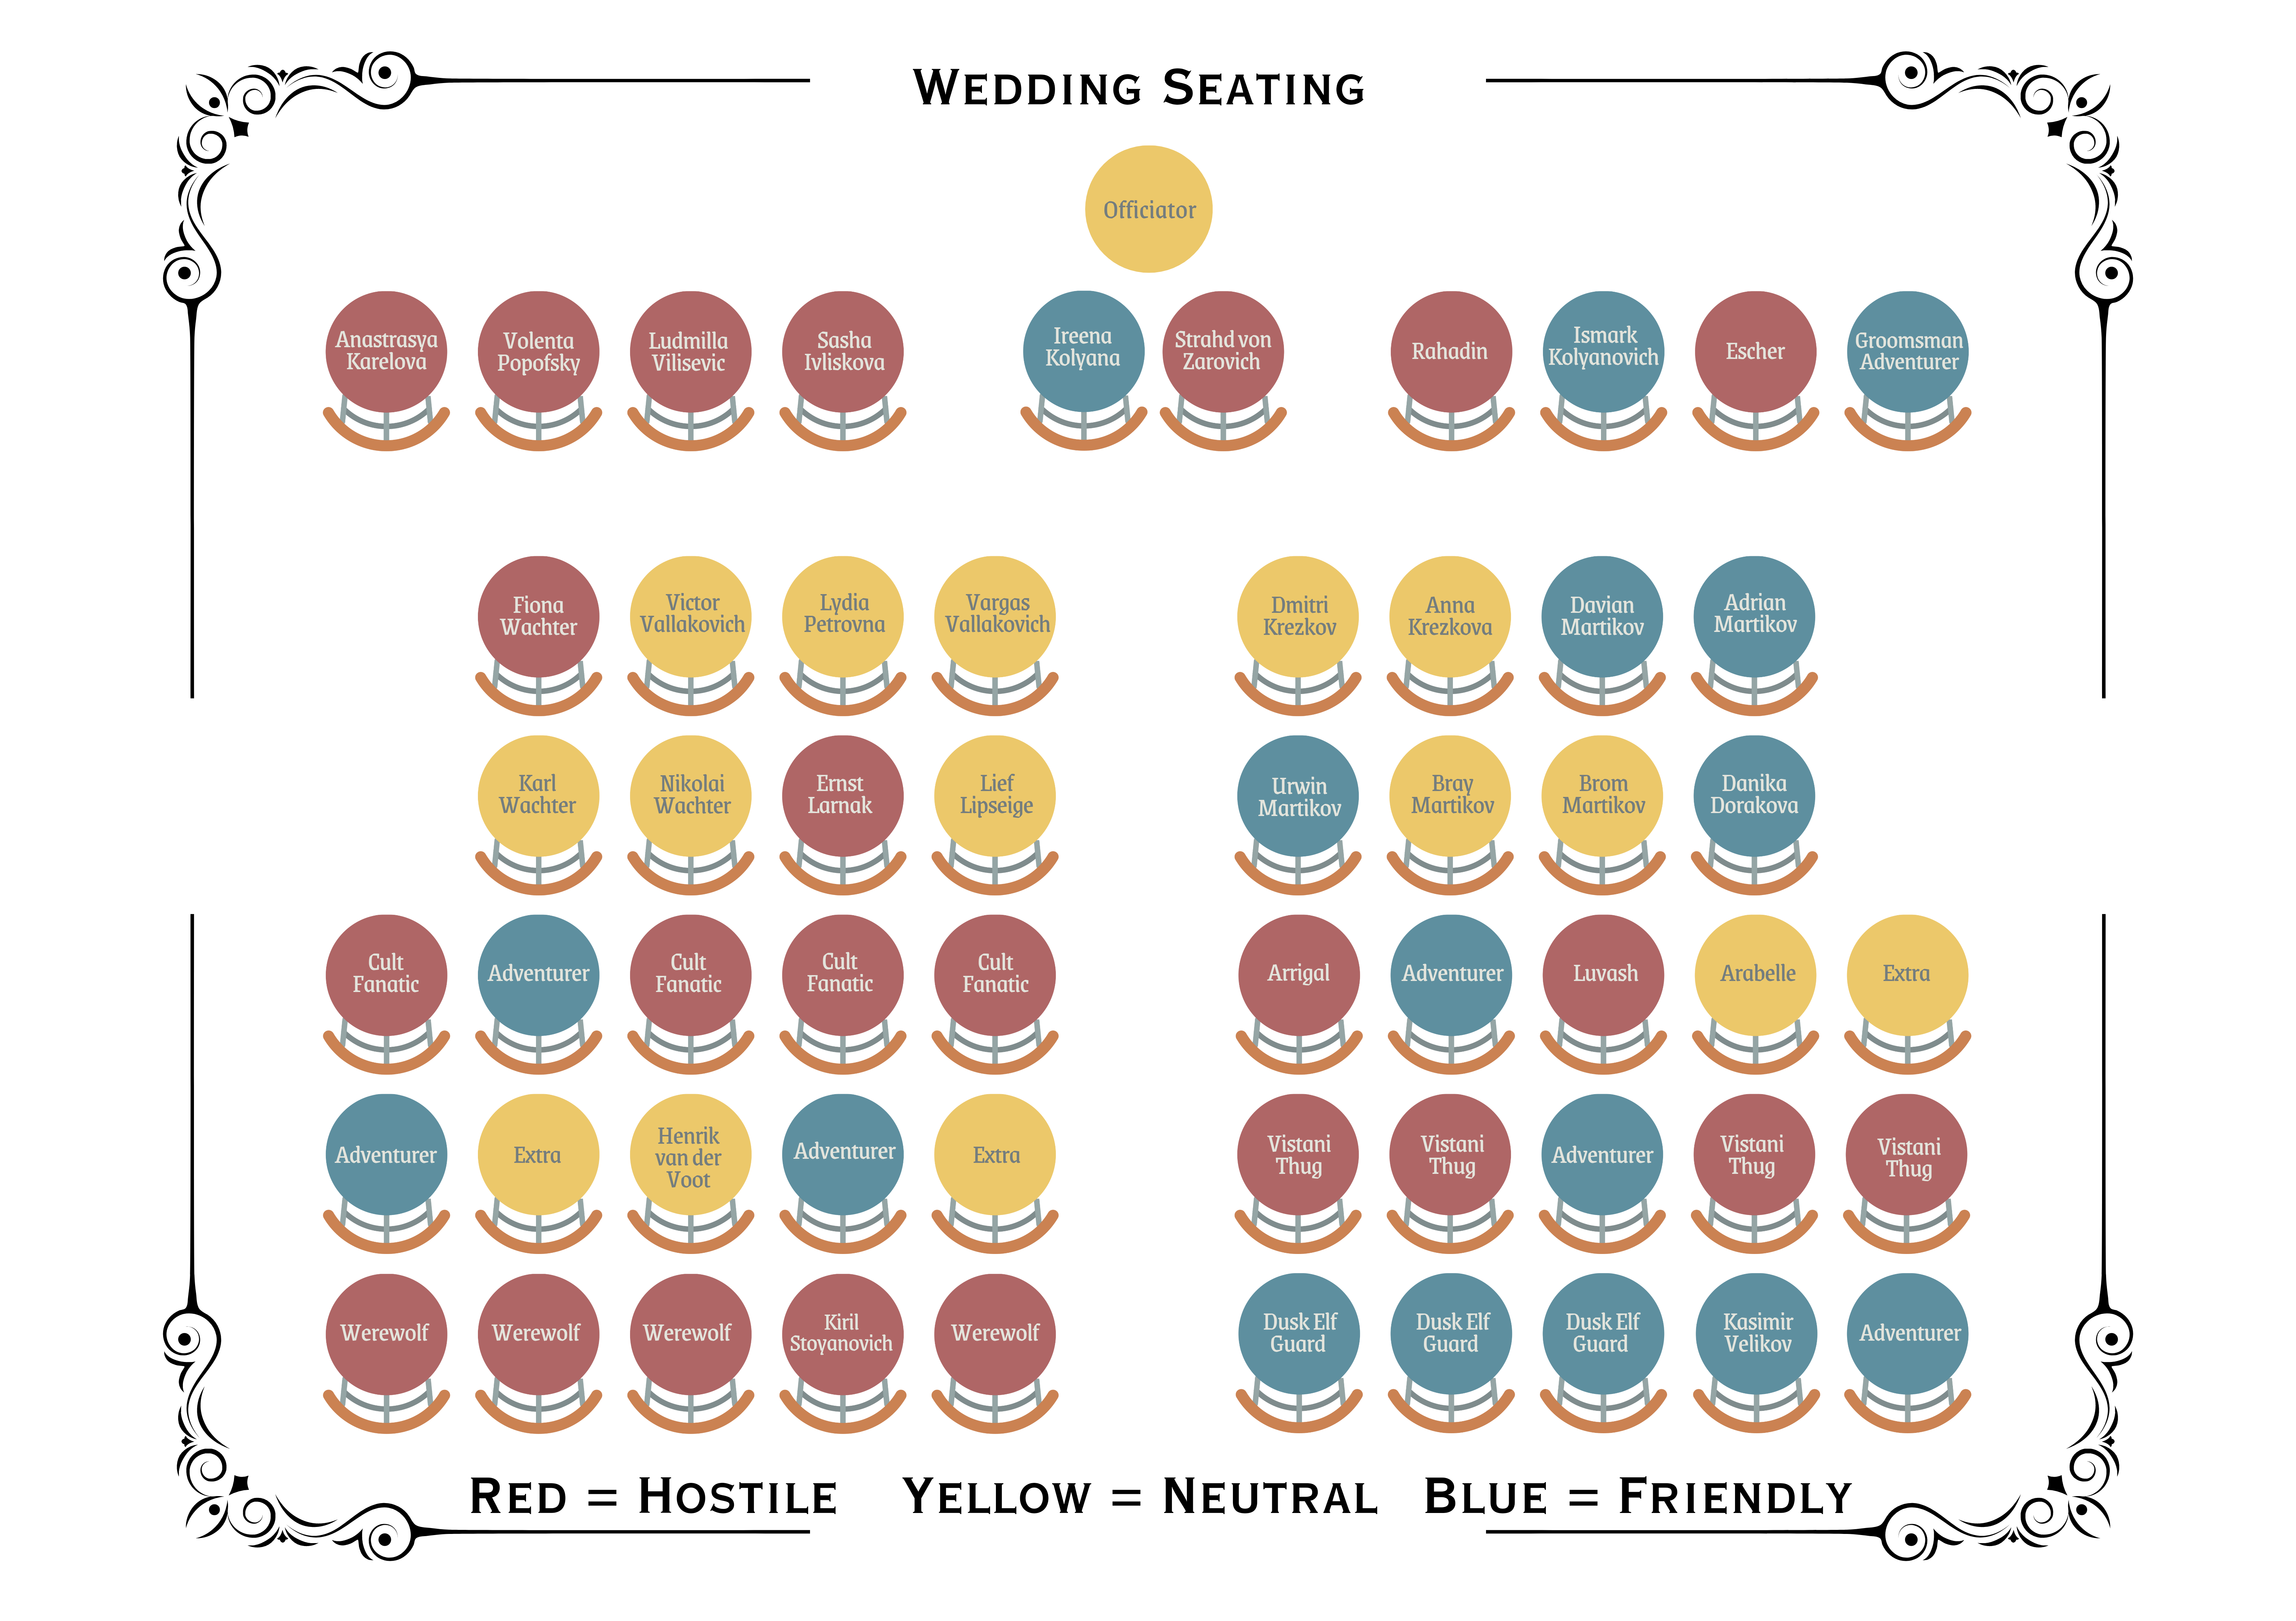 Wedding Seating
Officiator
Anastrasya
Karelova
Volenta
Popofsky
Ludmilla
Vilisevic
Sasha
Ivliskova
Ireena
Kolyana
Strahd von
Zarovich
Rahadin
Ismark
Kolyanovich
Escher
Groomsman
Adventurer
Fiona
Wachter
Victor
Vallakovich
Lydia
Petrovna
Vargas
Vallakovich
Dmitri
Krezkov
Anna
Krezkova
Davian
Martikov
Adrian
Martikov
Karl
Wachter
Nikolai
Wachter
Ernst
Larnak
Lief
Lipseige
Urwin
Martikov
Bray
Martikov
Brom
Martikov
Danika
Dorakova
Cult
Fanatic
Adventurer
Cult
Fanatic
Cult
Fanatic
Cult
Fanatic
Arrigal
Adventurer
Luvash
Arabelle
Extra
Adventurer
Extra
Henrik
van der
Voot
Adventurer
Extra
Vistani
Thug
Vistani
Thug
Adventurer
Vistani
Thug
Vistani
Thug
Werewolf
Werewolf
Werewolf
Kiril
Stoyanovich
Werewolf
Dusk Elf
Guard
Dusk Elf
Guard
Dusk Elf
Guard
Kasimir
Velikov
Adventurer
Red = Hostile Yellow = Neutral Blue = Friendly